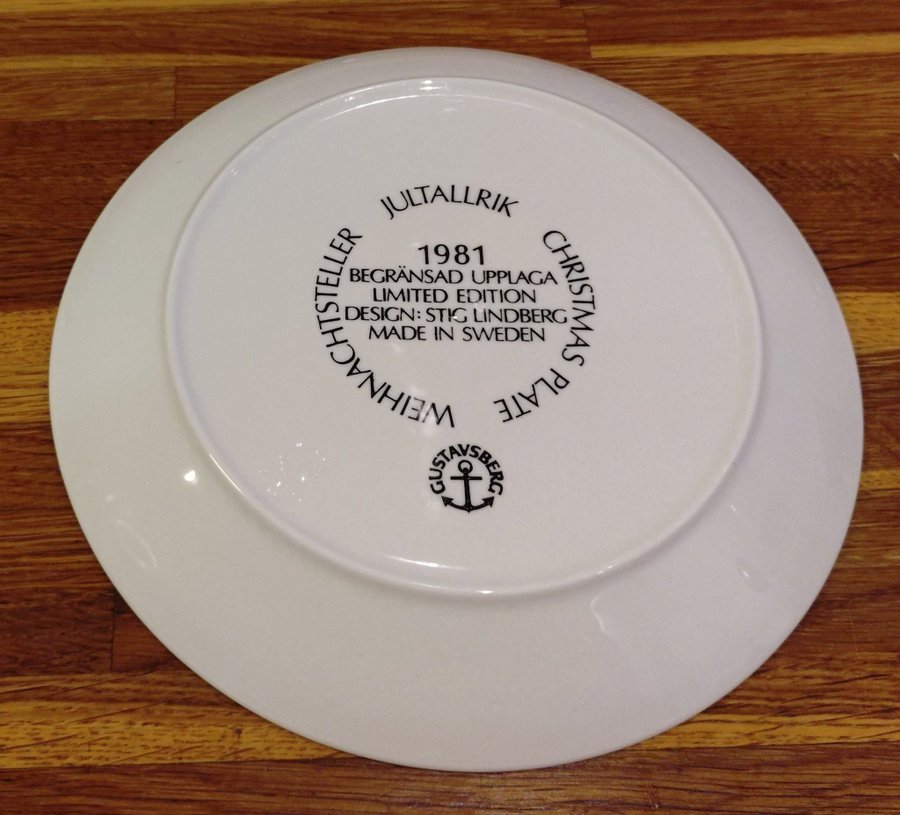 JULTALLRIK
CHRISTMAS PLATE
WEIHNACHTSTELLER
1981
BEGRÄNSAD UPPLAGA
LIMITED EDITION
DESIGN: STIG LINDBERG
MADE IN SWEDEN
GUSTAVSBERG